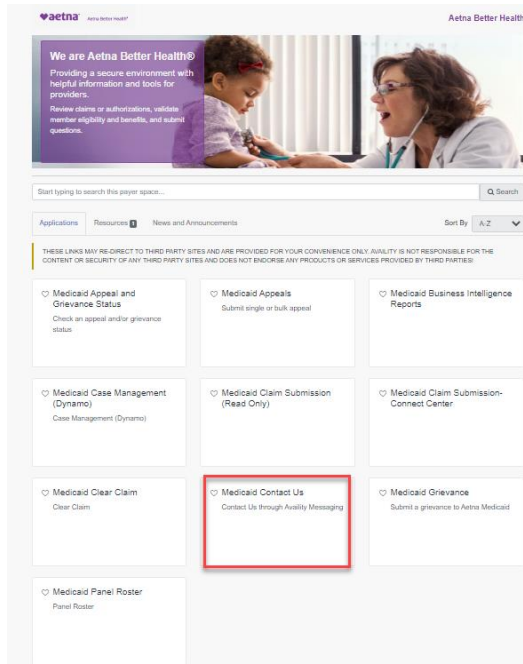 aetna Aetna Better Health®
Aetna Better Health
We are Aetna Better Health®
Providing a secure environment with
helpful information and tools for
providers.
Review claims or authorizations, validate
member eligibility and benefits, and submit
questions.
Start typing to search this payer space...
Search
Applications Resources News and Announcements Sort By A-Z
THESE LINKS MAY RE-DIRECT TO THIRD PARTY SITES AND ARE PROVIDED FOR YOUR CONVENIENCE ONLY. AVAILITY IS NOT RESPONSIBLE FOR THE
CONTENT OR SECURITY OF ANY THIRD PARTY SITES AND DOES NOT ENDORSE ANY PRODUCTS OR SERVICES PROVIDED BY THIRD PARTIES!
Medicaid Appeal and
Grievance Status
Check an appeal and/or grievance
status
Medicaid Appeals
Submit single or bulk appeal
Medicaid Business Intelligence
Reports
Medicaid Case Management
(Dynamo)
Case Management (Dynamo)
Medicaid Claim Submission
(Read Only)
Medicaid Claim Submission-
Connect Center
Medicaid Clear Claim
Clear Claim
Medicaid Contact Us
Contact Us through Availity Messaging
Medicaid Grievance
Submit a grievance to Aetna Medicaid
Medicaid Panel Roster
Panel Roster